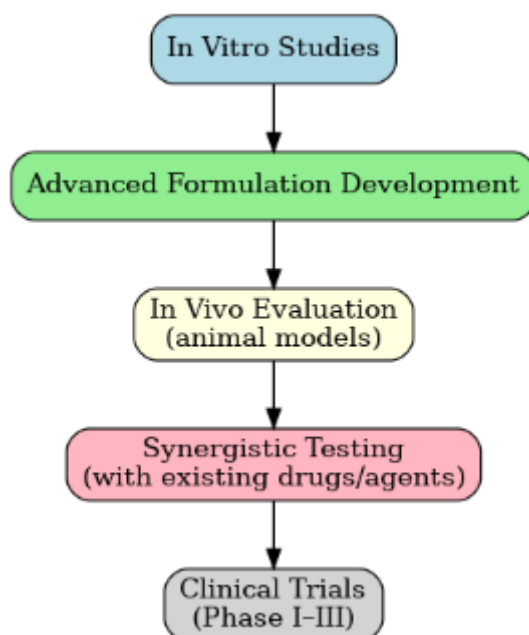 In Vitro Studies
Advanced Formulation Development
In Vivo Evaluation
(animal models)
Synergistic Testing
(with existing drugs/agents)
Clinical Trials
(Phase I–III)